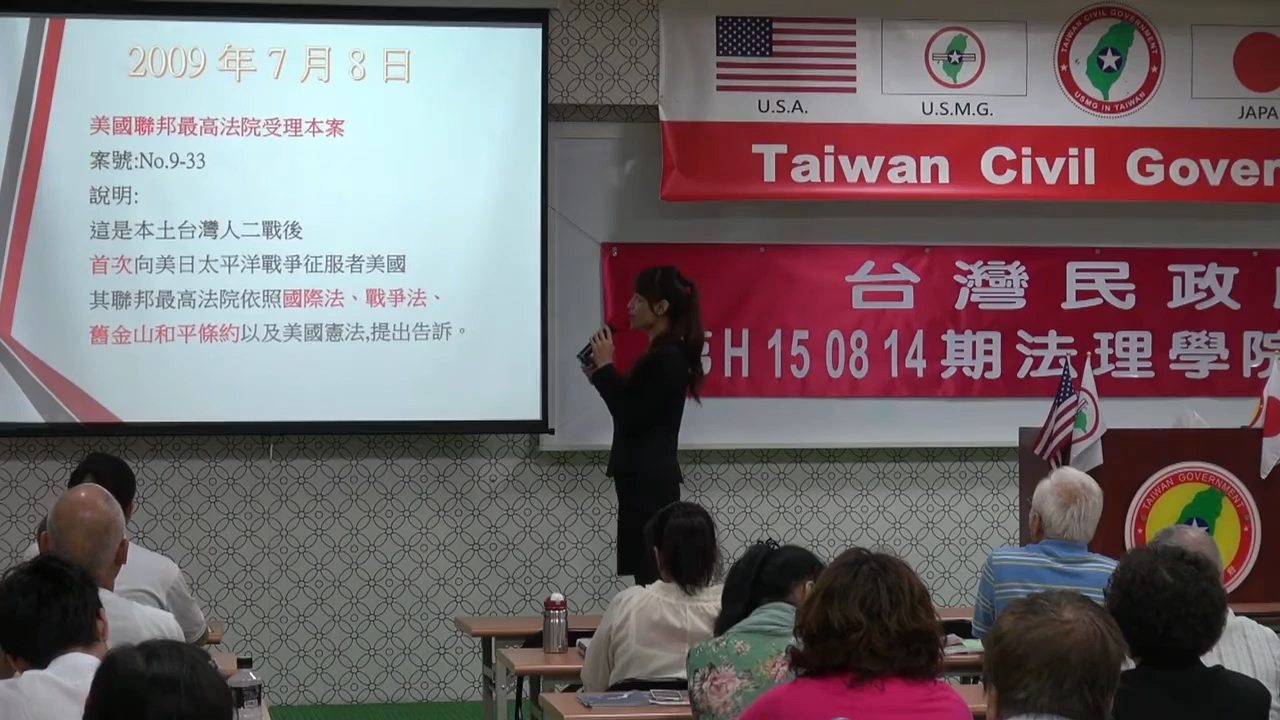 2009 年 7 月 8 日
美國聯邦最高法院受理本案
案號:No.9-33
說明:
這是本土台灣人二戰後
首次向美日太平洋戰爭征服者美國
其聯邦最高法院依照國際法、戰爭法、
舊金山和平條約以及美國憲法,提出告訴。
U.S.A.
U.S.M.G.
TAIWAN CIVIL GOVERNMENT
USMG IN TAIWAN
JAPA
Taiwan Civil Gover
台灣民政
H 15 08 14 期法理學院
TAIWAN GOVERNMENT